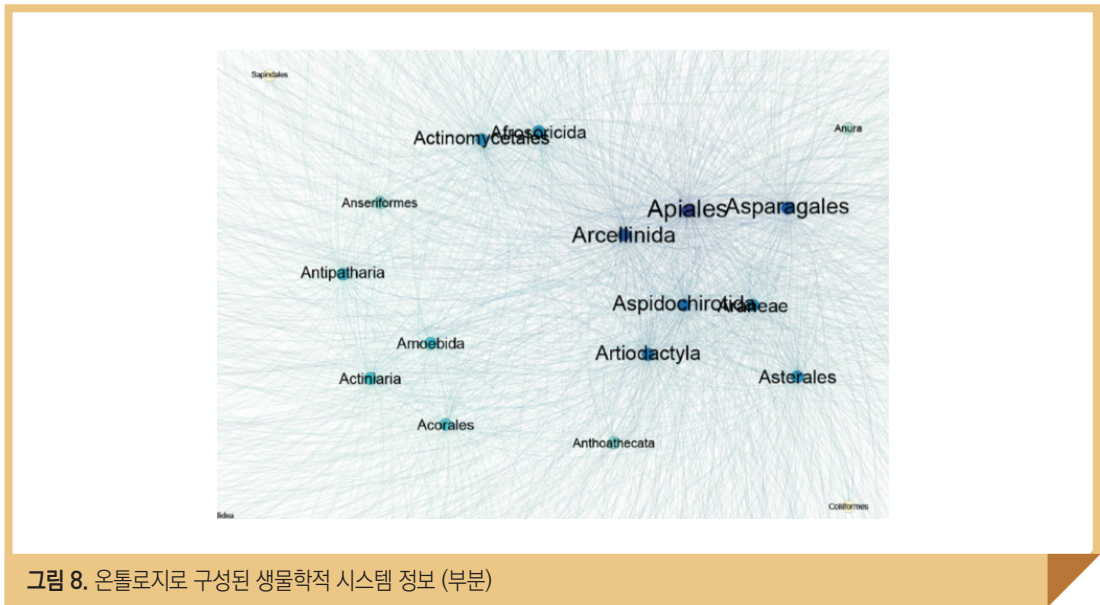 Sapindales
Anura
Afrosoricida
Actinomycetales
Anseriformes
Apiales
Asparagales
Arcellinida
Antipatharia
Aspidochirotida
Araneae
Amoebida
Artiodactyla
Actiniaria
Asterales
Acorales
Anthoathecata
Coliiformes
그림 8. 온톨로지로 구성된 생물학적 시스템 정보 (부분)